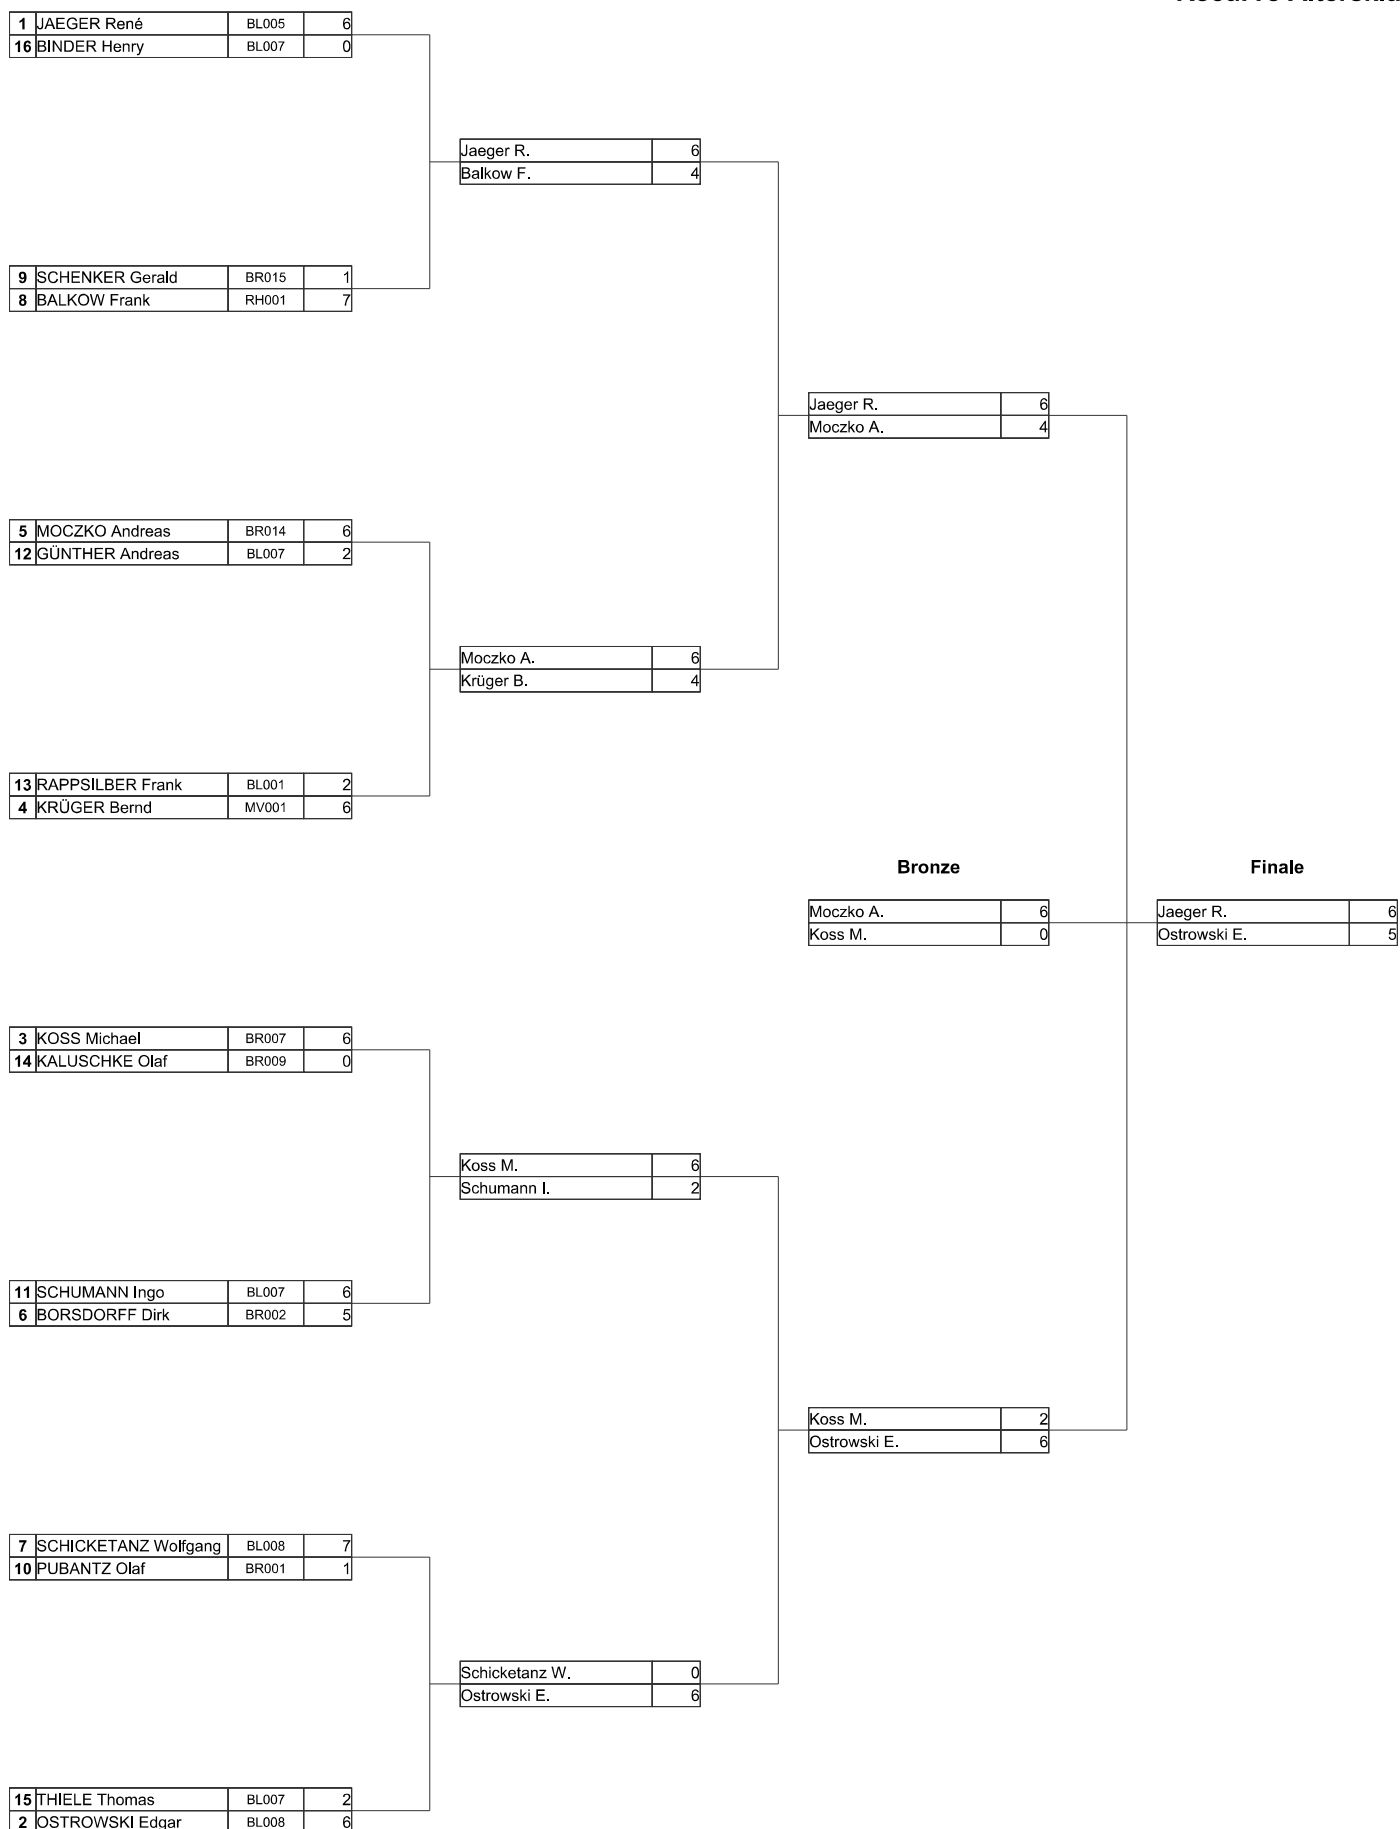 1 JAEGER René BL005 6
16 BINDER Henry BL007 0
Jaeger R. 6
Balkow F. 4
9 SCHENKER Gerald BR015 1
8 BALKOW Frank RH001 7
Jaeger R. 6
Moczko A. 4
5 MOCZKO Andreas BR014 6
12 GÜNTHER Andreas BL007 2
Moczko A. 6
Krüger B. 4
13 RAPPSILBER Frank BL001 2
4 KRÜGER Bernd MV001 6
Bronze Finale
Moczko A. 6 Jaeger R. 6
Koss M. 0 Ostrowski E. 5
3 KOSS Michael BR007 6
14 KALUSCHKE Olaf BR009 0
Koss M. 6
Schumann I. 2
11 SCHUMANN Ingo BL007 6
6 BORSDORFF Dirk BR002 5
Koss M. 2
Ostrowski E. 6
7 SCHICKETANZ Wolfgang BL008 7
10 PUBANTZ Olaf BR001 1
Schicketanz W. 0
Ostrowski E. 6
15 THIELE Thomas BL007 2
2 OSTROWSKI Edgar BL008 6